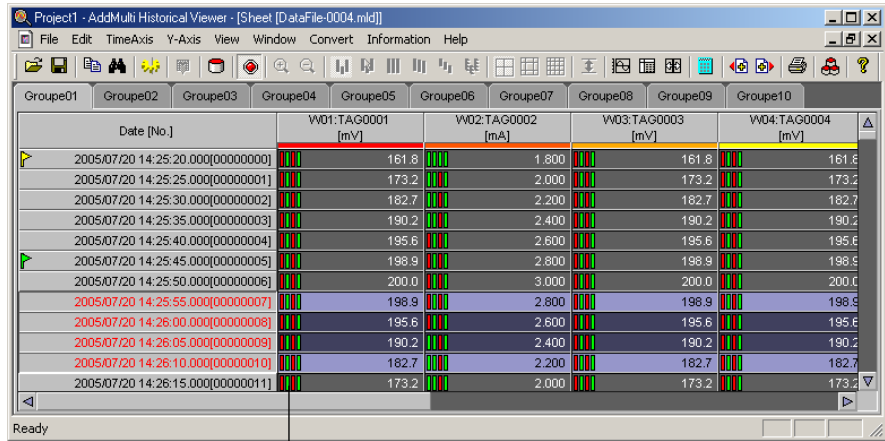 Project1 - AddMulti Historical Viewer - [Sheet [DataFile-0004.mld]]
File Edit TimeAxis Y-Axis View Window Convert Information Help
Groupe01 Groupe02 Groupe03 Groupe04 Groupe05 Groupe06 Groupe07 Groupe08 Groupe09 Groupe10
Date [No.] W01:TAG0001 [mV] W02:TAG0002 [mA] W03:TAG0003 [mV] W04:TAG0004 [mV]
2005/07/20 14:25:20.000[00000000] 161.8 1.800 161.8 161.8
2005/07/20 14:25:25.000[00000001] 173.2 2.000 173.2 173.2
2005/07/20 14:25:30.000[00000002] 182.7 2.200 182.7 182.7
2005/07/20 14:25:35.000[00000003] 190.2 2.400 190.2 190.2
2005/07/20 14:25:40.000[00000004] 195.6 2.600 195.6 195.6
2005/07/20 14:25:45.000[00000005] 198.9 2.800 198.9 198.9
2005/07/20 14:25:50.000[00000006] 200.0 3.000 200.0 200.0
2005/07/20 14:25:55.000[00000007] 198.9 2.800 198.9 198.9
2005/07/20 14:26:00.000[00000008] 195.6 2.600 195.6 195.6
2005/07/20 14:26:05.000[00000009] 190.2 2.400 190.2 190.2
2005/07/20 14:26:10.000[00000010] 182.7 2.200 182.7 182.7
2005/07/20 14:26:15.000[00000011] 173.2 2.000 173.2 173.2
Ready